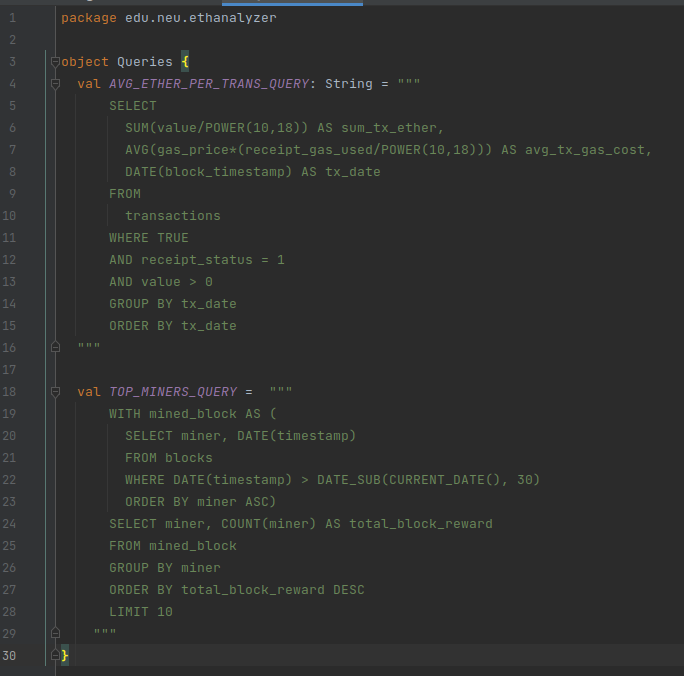 1 package edu.neu.ethanalyzer
2
3 object Queries {
4 val AVG_ETHER_PER_TRANS_QUERY: String = """
5 SELECT
6 SUM(value/POWER(10,18)) AS sum_tx_ether,
7 AVG(gas_price*(receipt_gas_used/POWER(10,18))) AS avg_tx_gas_cost,
8 DATE(block_timestamp) AS tx_date
9 FROM
10 transactions
11 WHERE TRUE
12 AND receipt_status = 1
13 AND value > 0
14 GROUP BY tx_date
15 ORDER BY tx_date
16 """
17
18 val TOP_MINERS_QUERY =  """
19 WITH mined_block AS (
20 SELECT miner, DATE(timestamp)
21 FROM blocks
22 WHERE DATE(timestamp) > DATE_SUB(CURRENT_DATE(), 30)
23 ORDER BY miner ASC)
24 SELECT miner, COUNT(miner) AS total_block_reward
25 FROM mined_block
26 GROUP BY miner
27 ORDER BY total_block_reward DESC
28 LIMIT 10
29 """
30 }